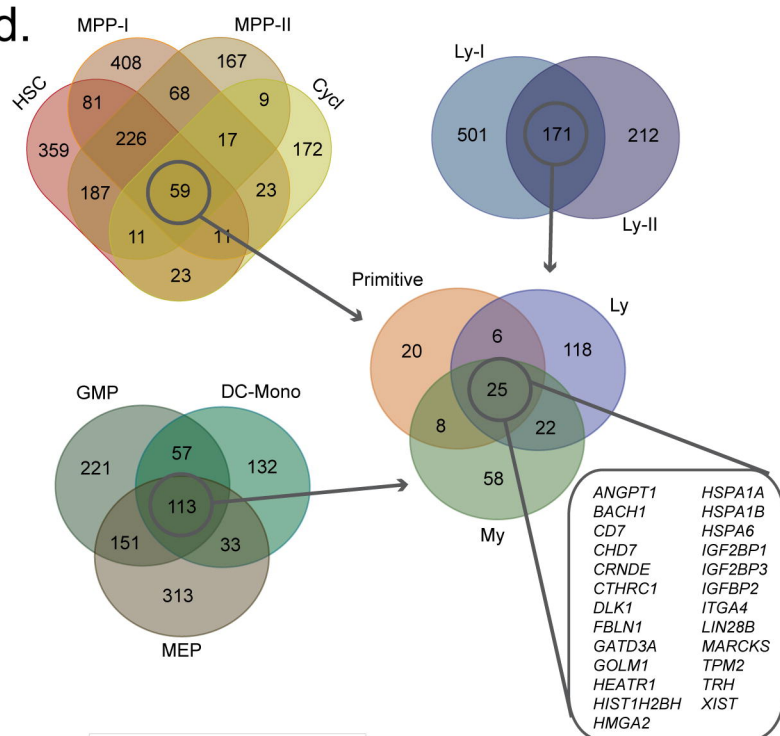 d.
MPP-I MPP-II
HSC Cycl
408 167
81 68 9
359 226 17 172
187 59 23
11 11
23
Ly-I
501 171 212
Ly-II
Primitive Ly
20 6 118
25
8 22
58
My
GMP DC-Mono
221 57 132
113
151 33
313
MEP
ANGPT1 HSPA1A
BACH1 HSPA1B
CD7 HSPA6
CHD7 IGF2BP1
CRNDE IGF2BP3
CTHRC1 IGFBP2
DLK1 ITGA4
FBLN1 LIN28B
GATD3A MARCKS
GOLM1 TPM2
HEATR1 TRH
HIST1H2BH XIST
HMGA2